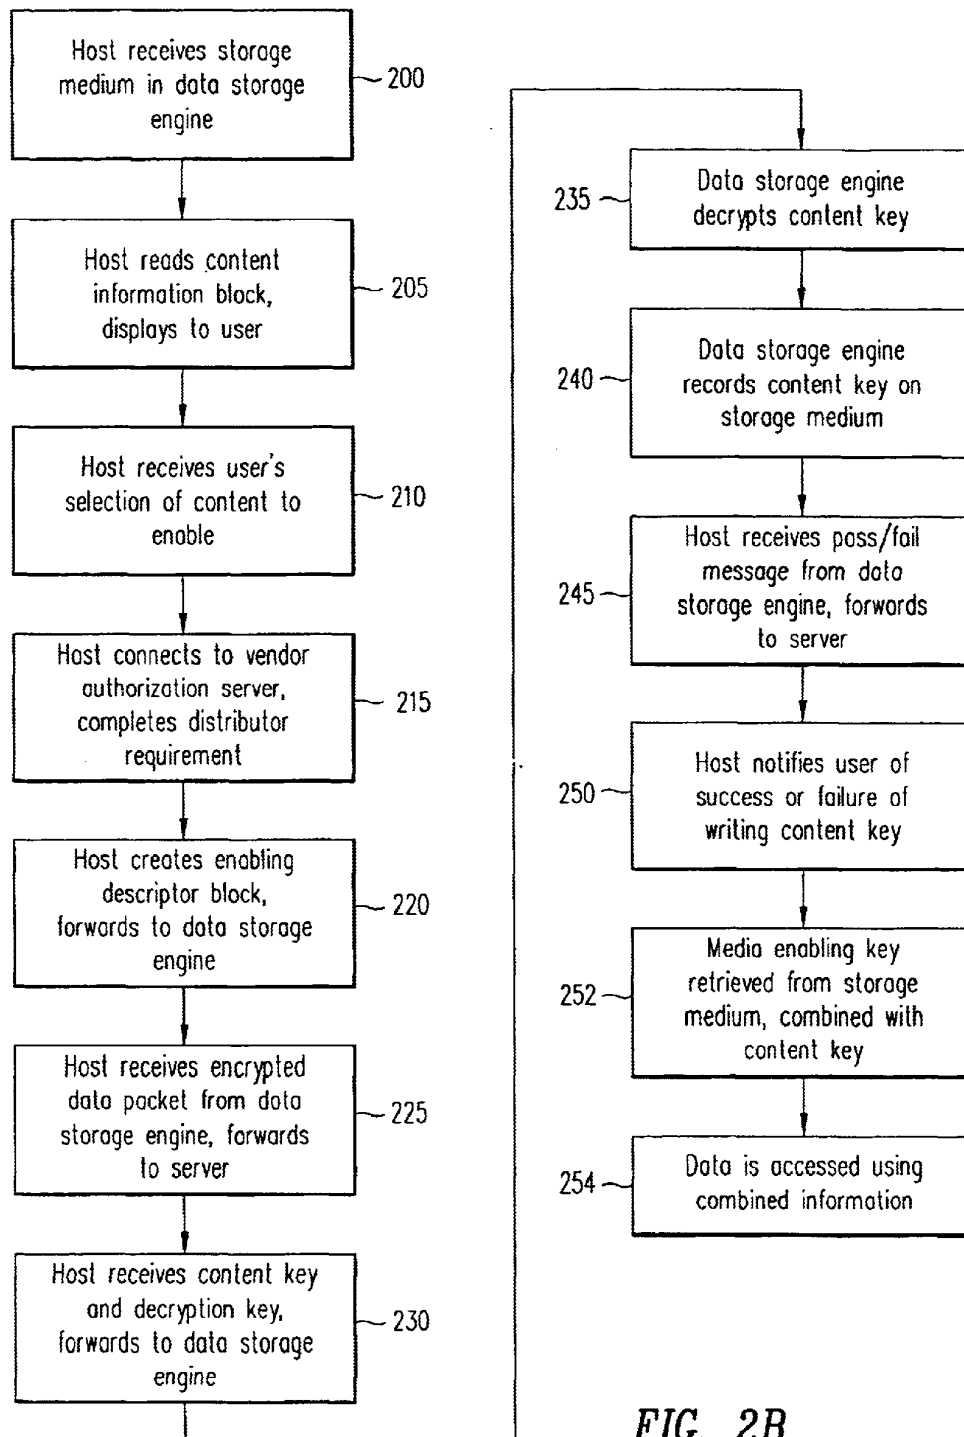 Host receives storage
medium in data storage
engine
200
Host reads content
information block,
displays to user
205
Host receives user's
selection of content to
enable
210
Host connects to vendor
authorization server,
completes distributor
requirement
215
Host creates enabling
descriptor block,
forwards to data storage
engine
220
Host receives encrypted
data packet from data
storage engine, forwards
to server
225
Host receives content key
and decryption key,
forwards to data storage
engine
230
235
Data storage engine
decrypts content key
240
Data storage engine
records content key on
storage medium
245
Host receives pass/fail
message from data
storage engine, forwards
to server
250
Host notifies user of
success or failure of
writing content key
252
Media enabling key
retrieved from storage
medium, combined with
content key
254
Data is accessed using
combined information
FIG. 2B